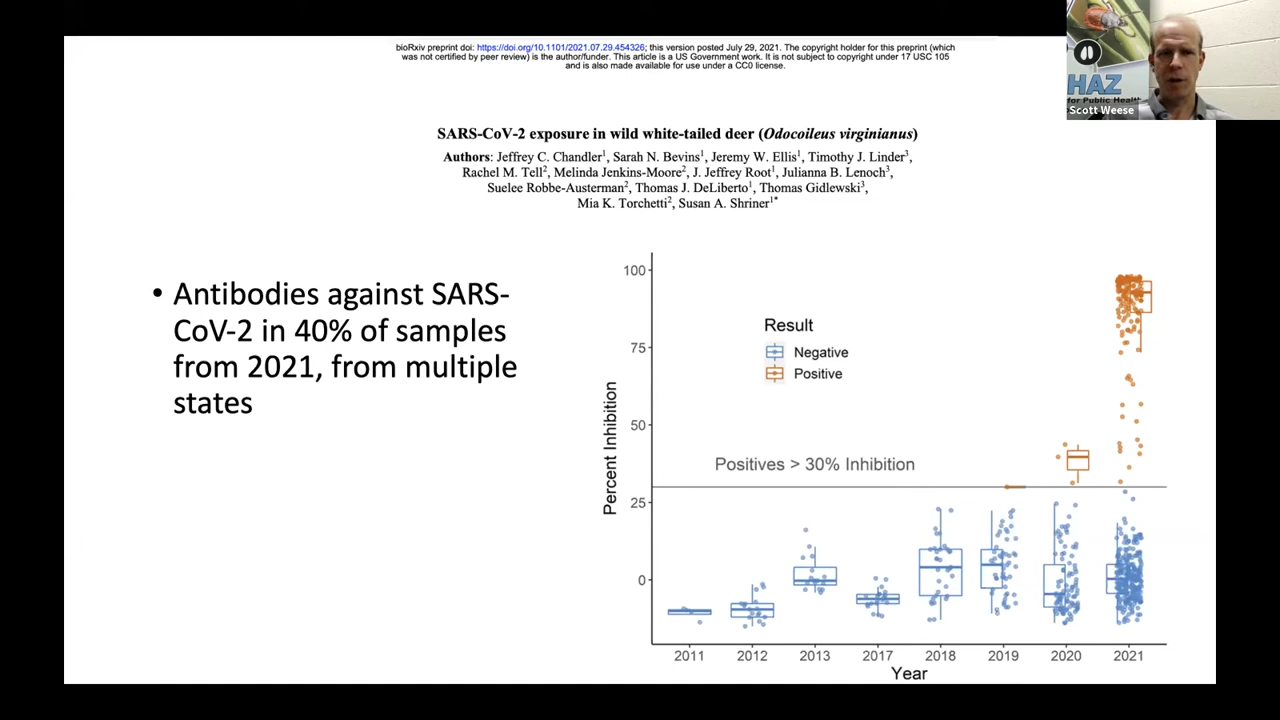 bioRxiv preprint doi: https://doi.org/10.1101/2021.07.29.454326; this version posted July 29, 2021. The copyright holder for this preprint (which
was not certified by peer review) is the author/funder. This article is a US Government work. It is not subject to copyright under 17 USC 105
and is also made available for use under a CC0 license.
HAZ
for Public Health
Scott Weese
SARS-CoV-2 exposure in wild white-tailed deer (Odocoileus virginianus)
Authors: Jeffrey C. Chandler1, Sarah N. Bevins1, Jeremy W. Ellis1, Timothy J. Linder3,
Rachel M. Tell2, Melinda Jenkins-Moore2, J. Jeffrey Root1, Julianna B. Lenoch3,
Suelee Robbe-Austerman2, Thomas J. DeLiberto1, Thomas Gidlewski3,
Mia K. Torchetti2, Susan A. Shriner1*
• Antibodies against SARS-
CoV-2 in 40% of samples
from 2021, from multiple
states
Percent Inhibition
100
75
50
25
0
Result
Negative
Positive
Positives > 30% Inhibition
2011 2012 2013 2017 2018 2019 2020 2021
Year